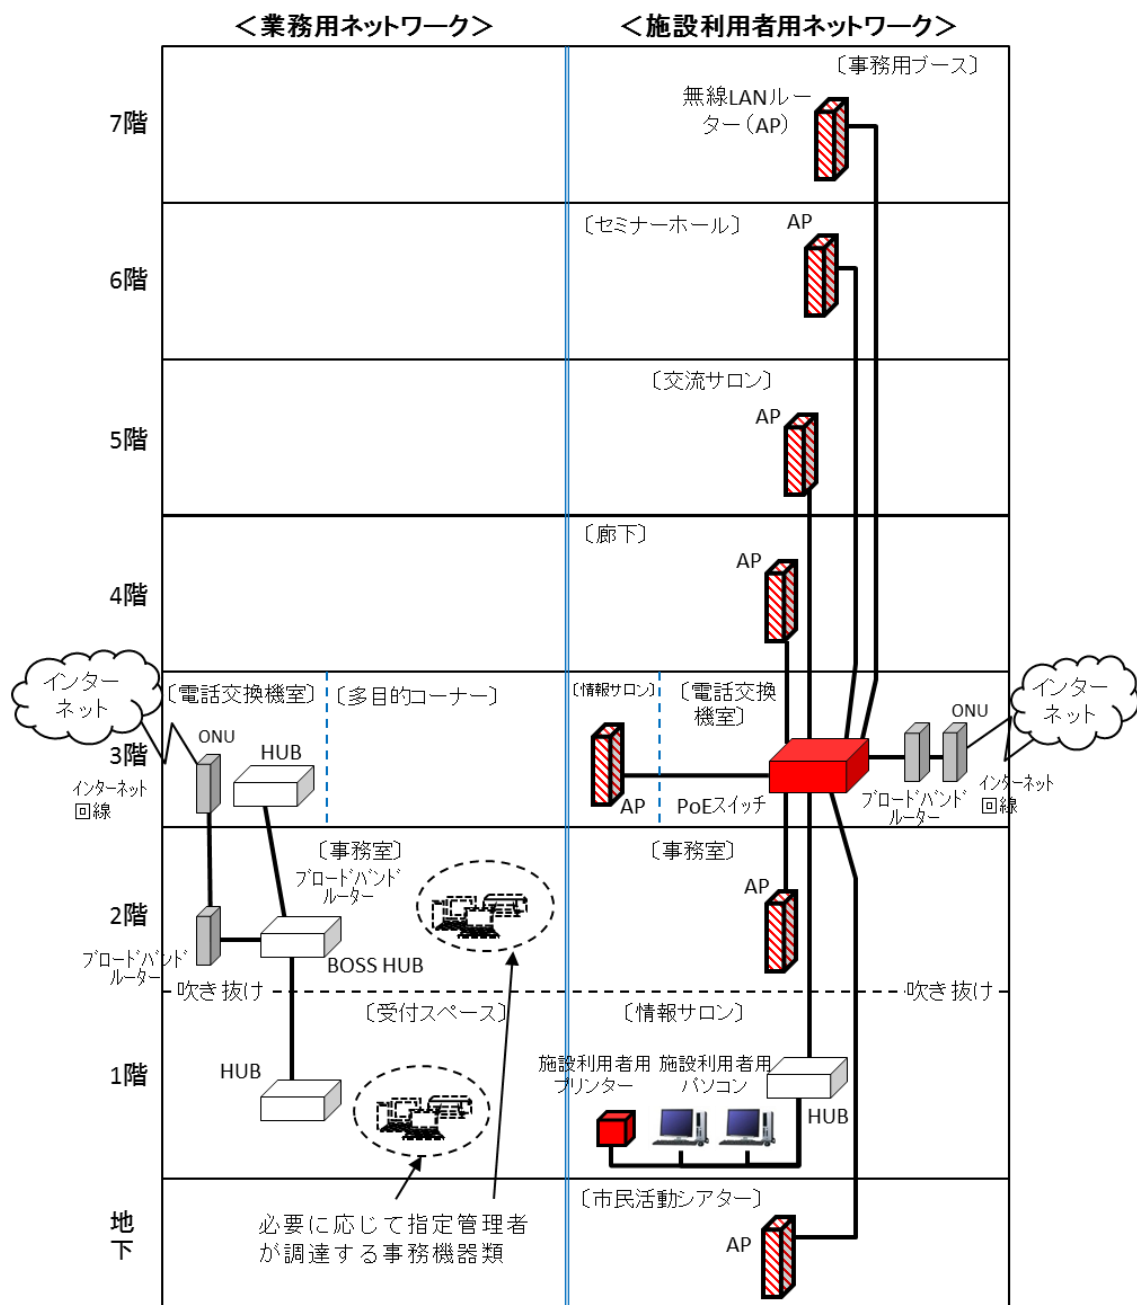 ＜業務用ネットワーク＞
＜施設利用者用ネットワーク＞
7階
〔事務用ブース〕
無線LANルー
ター（AP）
6階
〔セミナーホール〕
AP
5階
〔交流サロン〕
AP
4階
〔廊下〕
AP
3階
インター
ネット
インターネット
回線
〔電話交換機室〕
ONU
HUB
〔多目的コーナー〕
〔情報サロン〕
AP
〔電話交換
機室〕
PoEスイッチ
ブロードバンド
ルーター
ONU
インター
ネット
インターネット
回線
2階
〔事務室〕
ブロードバンド
ルーター
ブロードバンド
ルーター
BOSS HUB
〔事務室〕
AP
吹き抜け
吹き抜け
1階
〔受付スペース〕
HUB
〔情報サロン〕
施設利用者用
プリンター
施設利用者用
パソコン
HUB
地
下
必要に応じて指定管理者
が調達する事務機器類
〔市民活動シアター〕
AP